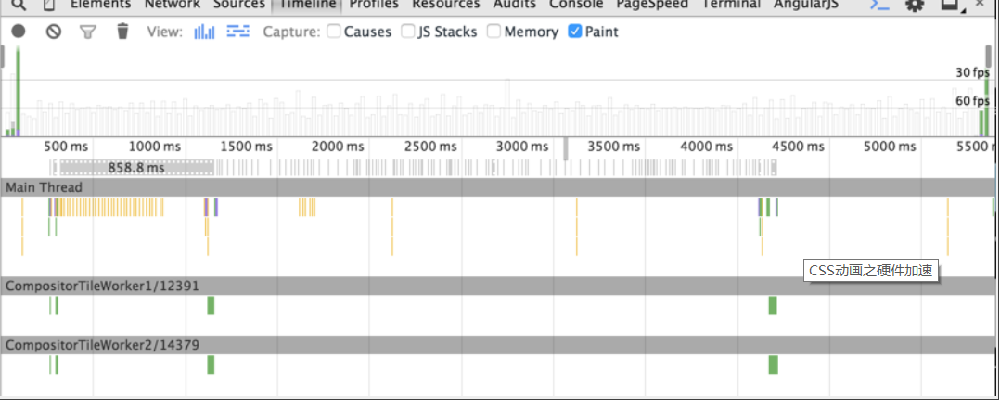 Elements Network Sources Timeline Profiles Resources Audits Console PageSpeed Terminal AngularJS
View: Capture: Causes JS Stacks Memory Paint
30 fps
60 fps
500 ms 1000 ms 1500 ms 2000 ms 2500 ms 3000 ms 3500 ms 4000 ms 4500 ms 5000 ms 5500 r
858.8 ms
Main Thread
CSS动画之硬件加速
CompositorTileWorker1/12391
CompositorTileWorker2/14379